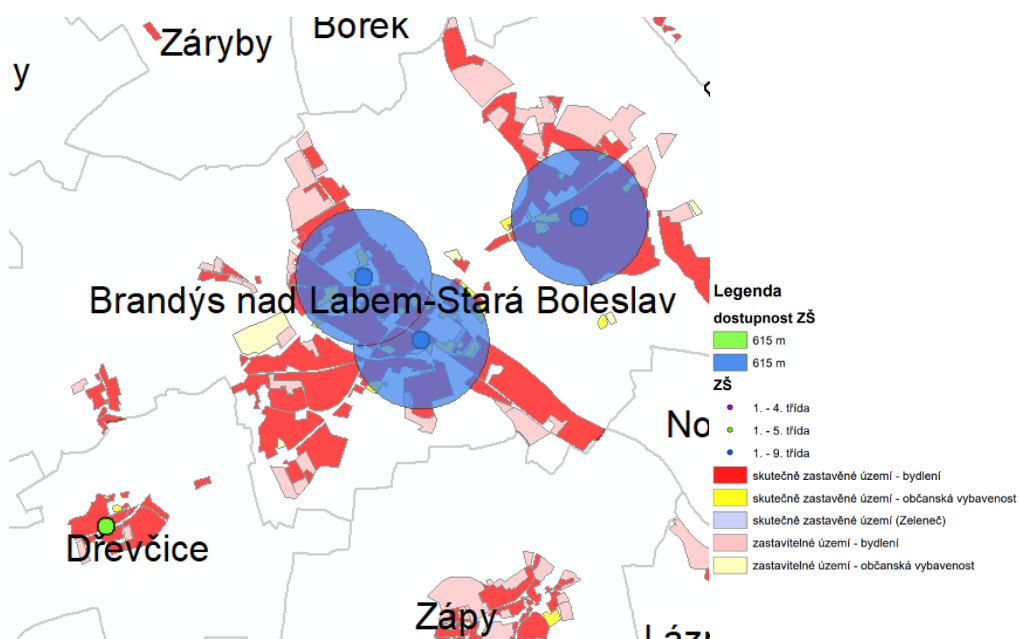 Borek
Záryby
y
Brandýs nad Labem-Stará Boleslav
No
Dřevčice
Zápy
Lázn
Legenda
dostupnost ZŠ
615 m
615 m
ZŠ
1. - 4. třída
1. - 5. třída
1. - 9. třída
skutečně zastavěné území - bydlení
skutečně zastavěné území - občanská vybavenost
skutečně zastavěné území (Zeleneč)
zastavitelné území - bydlení
zastavitelné území - občanská vybavenost